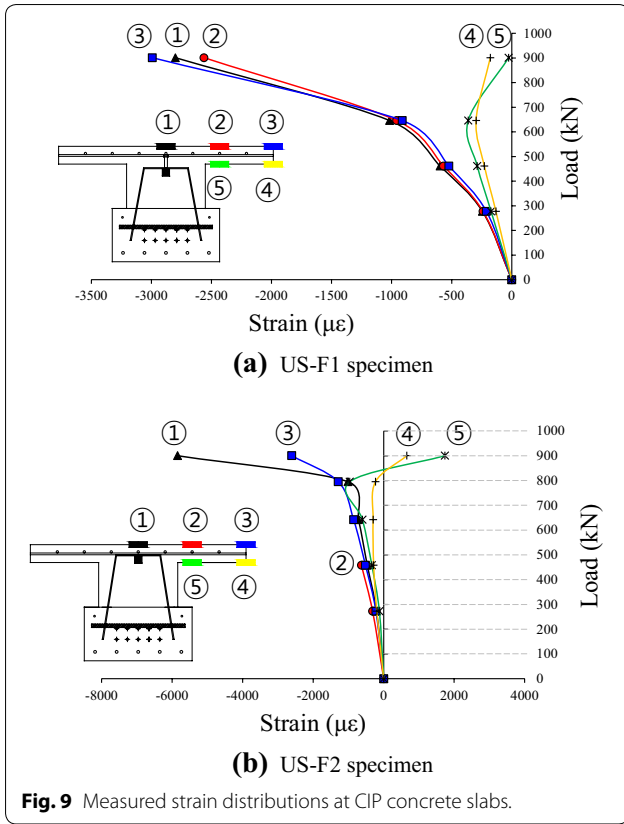 ③ ① ② ④ ⑤
1000
900
800
700
600
500
400
300
200
100
0
Load (kN)
① ② ③
⑤ ④
-3500 -3000 -2500 -2000 -1500 -1000 -500 0
Strain (με)
(a) US-F1 specimen
① ③ ④ ⑤
②
1000
900
800
700
600
500
400
300
200
100
0
Load (kN)
① ② ③
⑤ ④
-8000 -6000 -4000 -2000 0 2000 4000
Strain (με)
(b) US-F2 specimen
Fig. 9 Measured strain distributions at CIP concrete slabs.